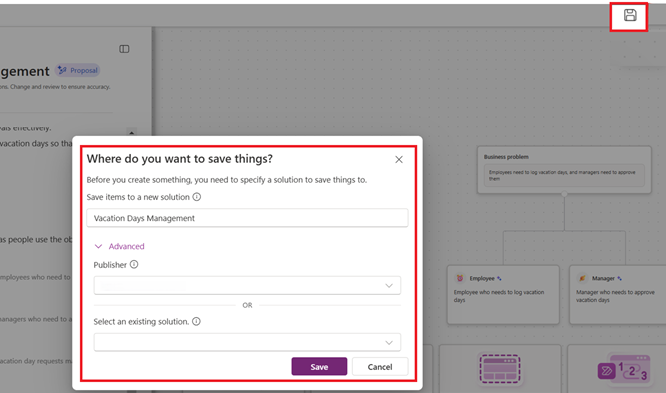 gement
Proposal
ons. Change and review to ensure accuracy.
als effectively.
vacation days so tha
Where do you want to save things?
Before you create something, you need to specify a solution to save things to.
Save items to a new solution
Vacation Days Management
Advanced
Publisher
OR
Select an existing solution.
Save
Cancel
as people use the ob
mployees who need to
managers who need to a
vacation day requests ma
Business problem
Employees need to log vacation days, and managers need to approve
them
Employee
Employee who needs to log vacation
days
Manager
Manager who needs to approve
vacation days
1 2 3